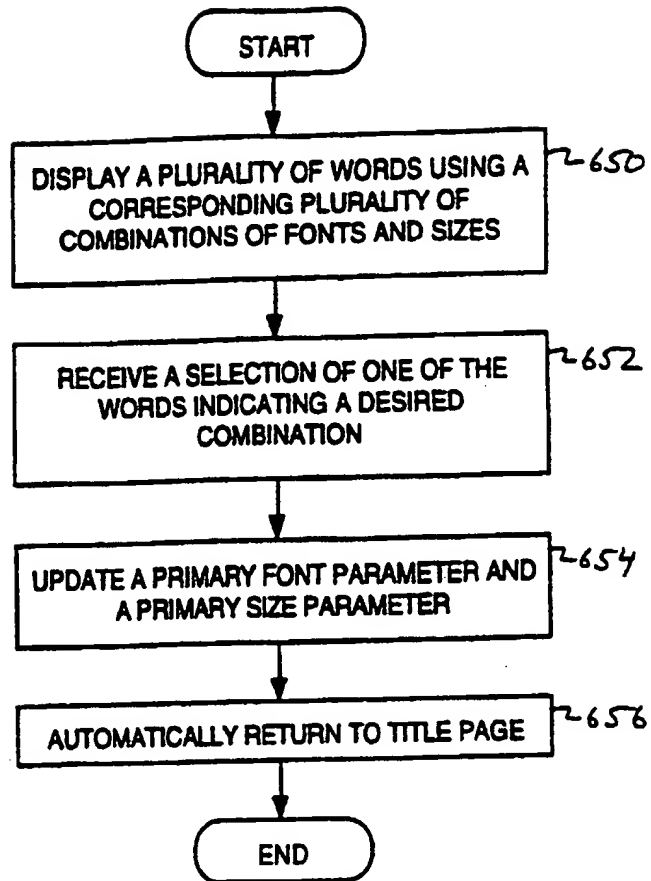 START
DISPLAY A PLURALITY OF WORDS USING A 650
CORRESPONDING PLURALITY OF
COMBINATIONS OF FONTS AND SIZES
RECEIVE A SELECTION OF ONE OF THE 652
WORDS INDICATING A DESIRED
COMBINATION
UPDATE A PRIMARY FONT PARAMETER AND 654
A PRIMARY SIZE PARAMETER
AUTOMATICALLY RETURN TO TITLE PAGE 656
END